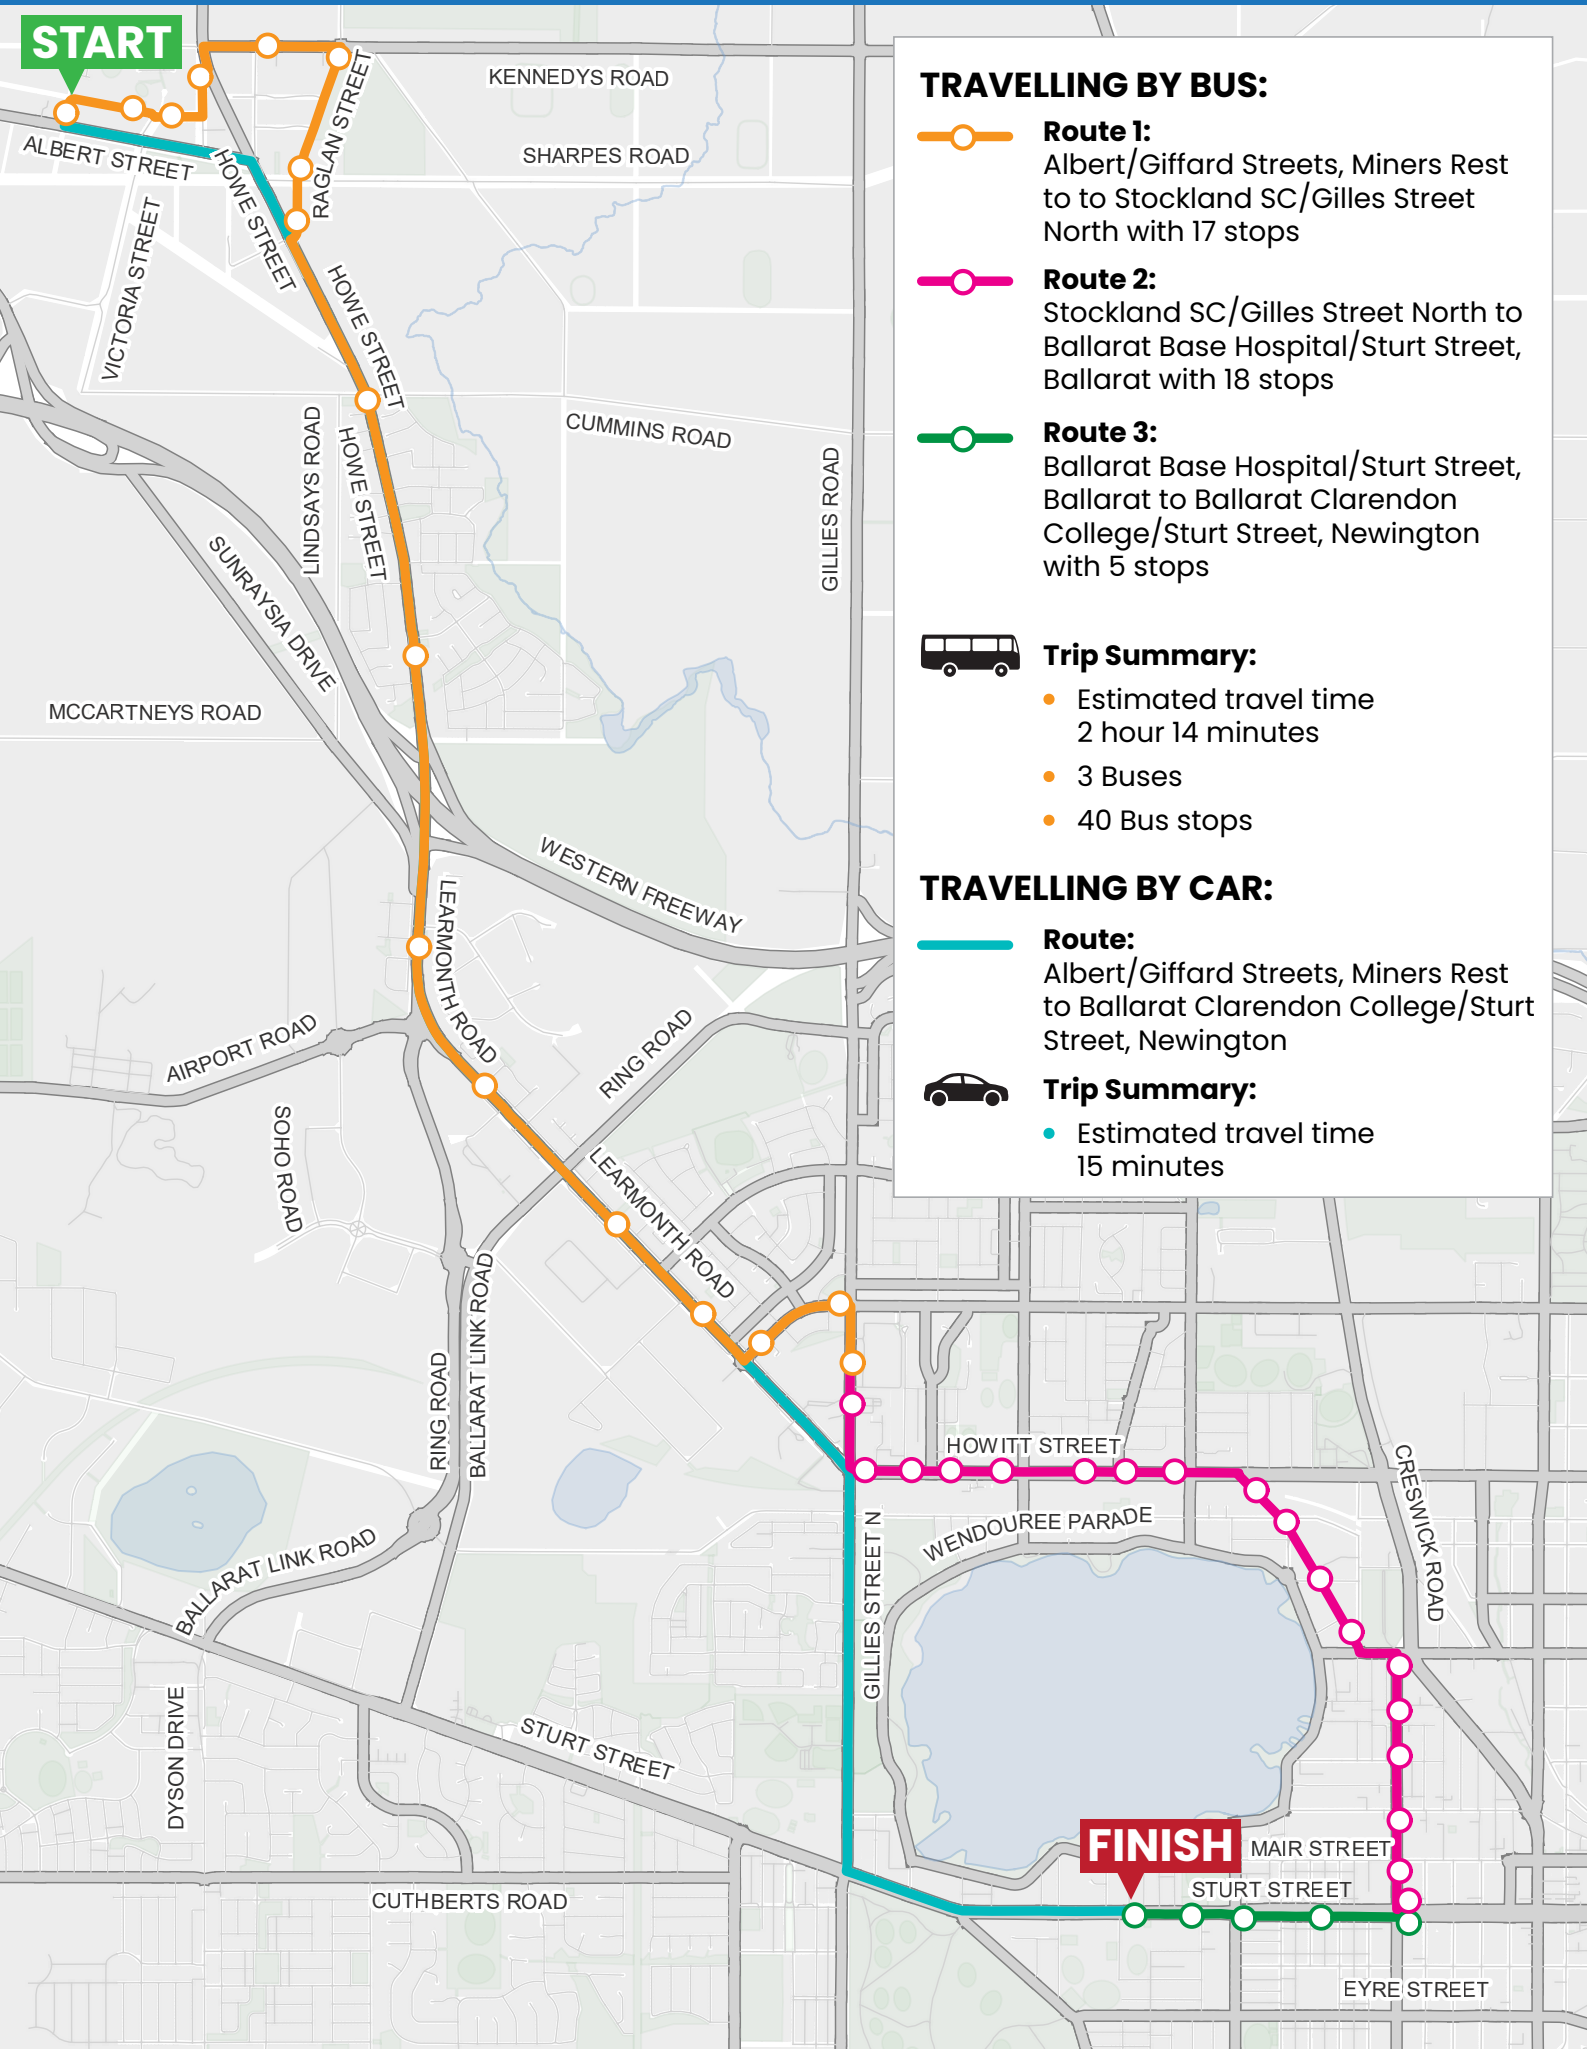 START
KENNEDYS ROAD
SHARPES ROAD
ALBERT STREET
HOWE STREET
RAGLAN STREET
VICTORIA STREET
HOWE STREET
LINDSAYS ROAD
HOWE STREET
CUMMINS ROAD
GILLIES ROAD
SUNRAYSIA DRIVE
MCCARTNEYS ROAD
WESTERN FREEWAY
LEARMONTH ROAD
AIRPORT ROAD
RING ROAD
SOHO ROAD
LEARMONTH ROAD
RING ROAD
BALLARAT LINK ROAD
HOWITT STREET
CRESWICK ROAD
WENDOUREE PARADE
GILLIES STREET N
BALLARAT LINK ROAD
DYSON DRIVE
STURT STREET
CUTHBERTS ROAD
FINISH
MAIR STREET
STURT STREET
EYRE STREET
TRAVELLING BY BUS:
Route 1:
Albert/Giffard Streets, Miners Rest
to to Stockland SC/Gilles Street
North with 17 stops
Route 2:
Stockland SC/Gilles Street North to
Ballarat Base Hospital/Sturt Street,
Ballarat with 18 stops
Route 3:
Ballarat Base Hospital/Sturt Street,
Ballarat to Ballarat Clarendon
College/Sturt Street, Newington
with 5 stops
Trip Summary:
• Estimated travel time
2 hour 14 minutes
• 3 Buses
• 40 Bus stops
TRAVELLING BY CAR:
Route:
Albert/Giffard Streets, Miners Rest
to Ballarat Clarendon College/Sturt
Street, Newington
Trip Summary:
• Estimated travel time
15 minutes